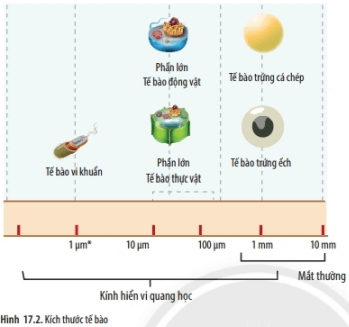 Phần lớn
Tế bào động vật
Tế bào trứng cá chép
Tế bào vi khuẩn
Phần lớn
Tế bào thực vật
Tế bào trứng ếch
1 µm*
10 µm
100 µm
1 mm
10 mm
Mắt thường
Kính hiển vi quang học
Hình 17.2. Kích thước tế bào